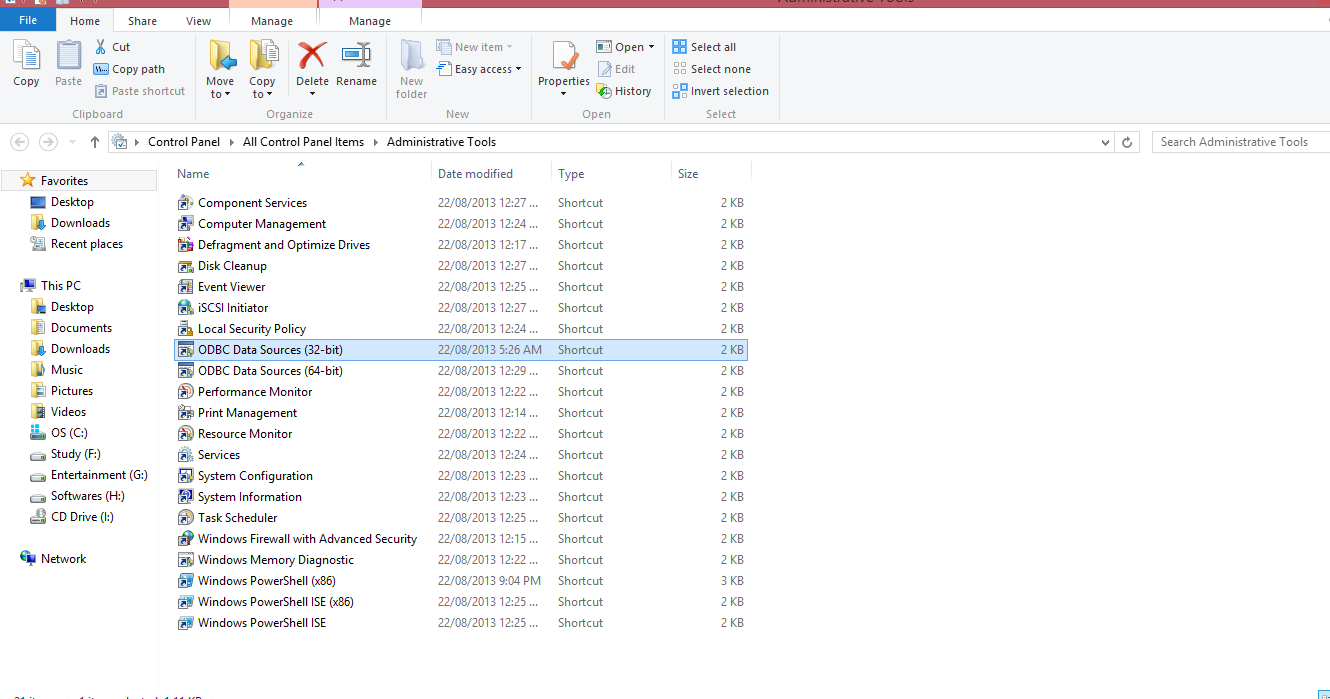 Administrative Tools
File Home Share View Manage Manage
Copy
Paste
Cut
Copy path
Paste shortcut
Clipboard
Move to
Copy to
Delete
Rename
Organize
New folder
New item
Easy access
New
Properties
Open
Edit
History
Open
Select all
Select none
Invert selection
Select
Control Panel All Control Panel Items Administrative Tools
Search Administrative Tools
Favorites
Desktop
Downloads
Recent places
This PC
Desktop
Documents
Downloads
Music
Pictures
Videos
OS (C:)
Study (F:)
Entertainment (G:)
Softwares (H:)
CD Drive (I:)
Network
Name Date modified Type Size
Component Services 22/08/2013 12:27 ... Shortcut 2 KB
Computer Management 22/08/2013 12:24 ... Shortcut 2 KB
Defragment and Optimize Drives 22/08/2013 12:17 ... Shortcut 2 KB
Disk Cleanup 22/08/2013 12:27 ... Shortcut 2 KB
Event Viewer 22/08/2013 12:25 ... Shortcut 2 KB
iSCSI Initiator 22/08/2013 12:27 ... Shortcut 2 KB
Local Security Policy 22/08/2013 12:24 ... Shortcut 2 KB
ODBC Data Sources (32-bit) 22/08/2013 5:26 AM Shortcut 2 KB
ODBC Data Sources (64-bit) 22/08/2013 12:29 ... Shortcut 2 KB
Performance Monitor 22/08/2013 12:22 ... Shortcut 2 KB
Print Management 22/08/2013 12:14 ... Shortcut 2 KB
Resource Monitor 22/08/2013 12:22 ... Shortcut 2 KB
Services 22/08/2013 12:24 ... Shortcut 2 KB
System Configuration 22/08/2013 12:23 ... Shortcut 2 KB
System Information 22/08/2013 12:23 ... Shortcut 2 KB
Task Scheduler 22/08/2013 12:25 ... Shortcut 2 KB
Windows Firewall with Advanced Security 22/08/2013 12:15 ... Shortcut 2 KB
Windows Memory Diagnostic 22/08/2013 12:22 ... Shortcut 2 KB
Windows PowerShell (x86) 22/08/2013 9:04 PM Shortcut 3 KB
Windows PowerShell ISE (x86) 22/08/2013 12:25 ... Shortcut 2 KB
Windows PowerShell ISE 22/08/2013 12:25 ... Shortcut 2 KB